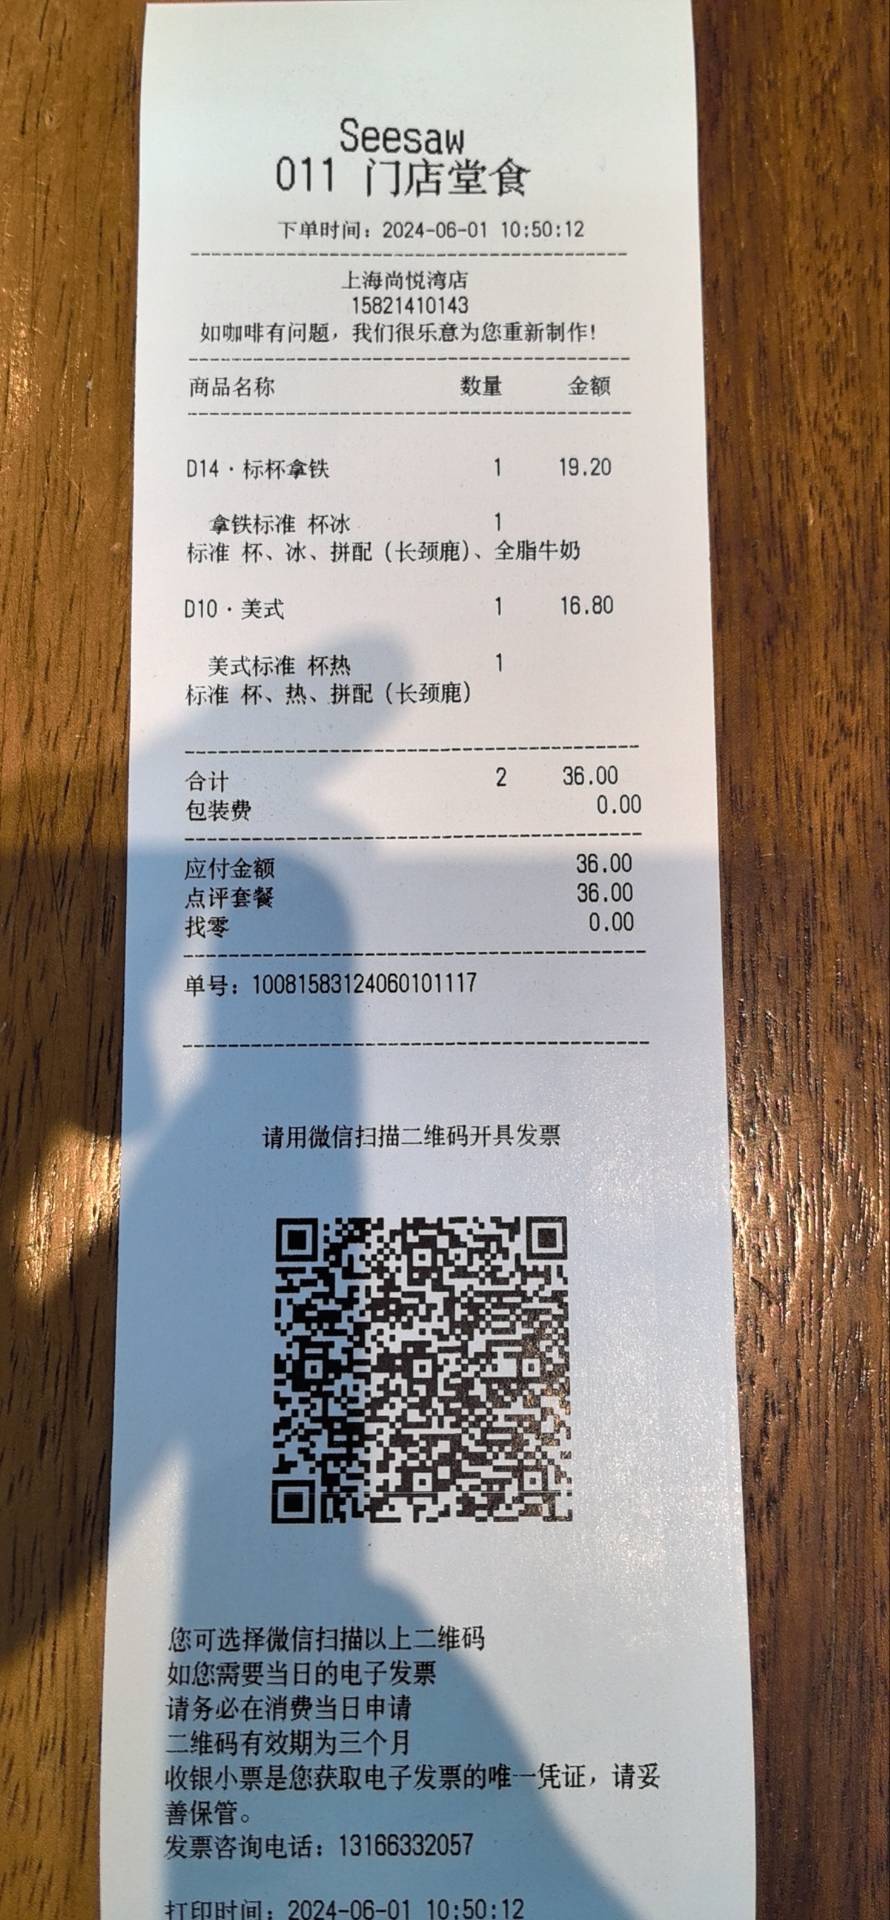 Seesaw
011 门店堂食
下单时间：2024-06-01 10:50:12
上海尚悦湾店
15821410143
如咖啡有问题，我们很乐意为您重新制作！
商品名称 数量 金额
D14·标杯拿铁 1 19.20
拿铁标准 杯冰 1
标准 杯、冰、拼配（长颈鹿）、全脂牛奶
D10·美式 1 16.80
美式标准 杯热 1
标准 杯、热、拼配（长颈鹿）
合计 2 36.00
包装费 0.00
应付金额 36.00
点评套餐 36.00
找零 0.00
单号：10081583124060101117
请用微信扫描二维码开具发票
您可选择微信扫描以上二维码
如您需要当日的电子发票
请务必在消费当日申请
二维码有效期为三个月
收银小票是您获取电子发票的唯一凭证，请妥
善保管。
发票咨询电话：13166332057
打印时间：2024-06-01 10:50:12